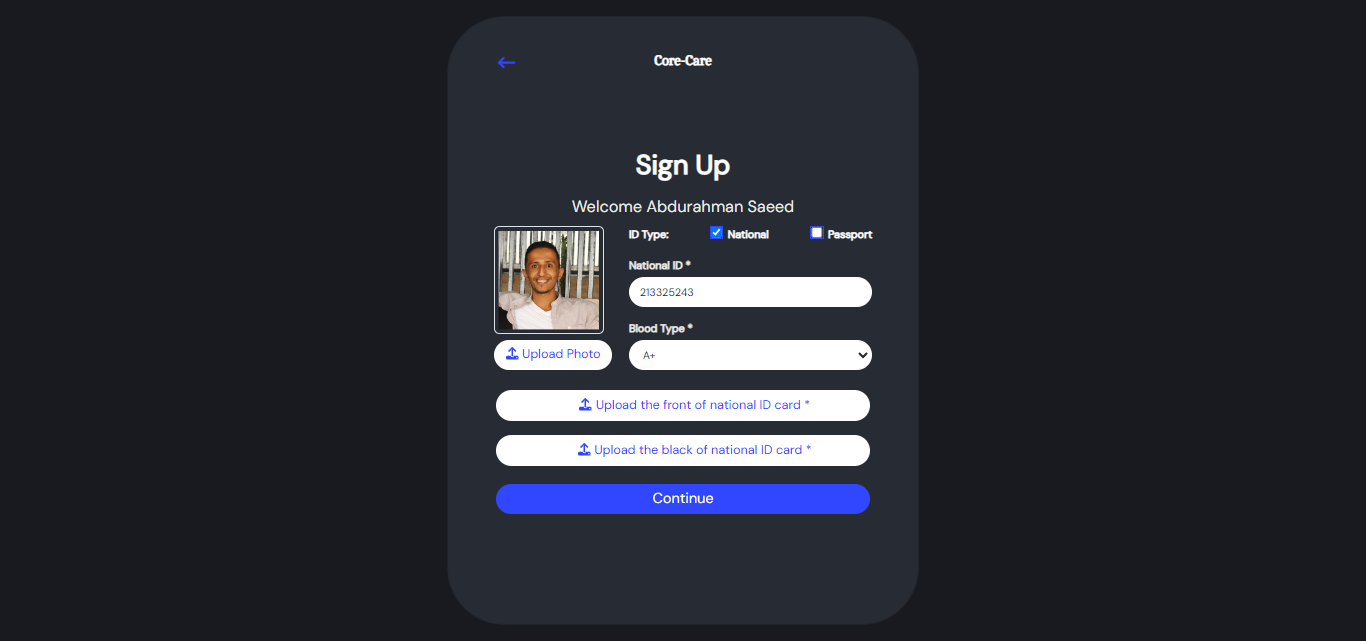 Core-Care
Sign Up
Welcome Abdurahman Saeed
ID Type: National Passport
National ID *
213325243
Blood Type *
Upload Photo
A+
Upload the front of national ID card *
Upload the black of national ID card *
Continue